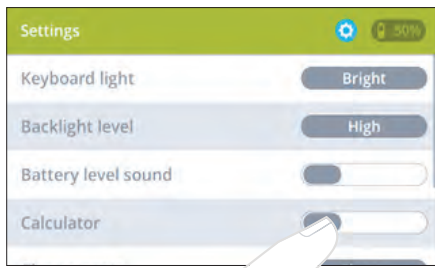 Settings
50%
Keyboard light
Bright
Backlight level
High
Battery level sound
Calculator